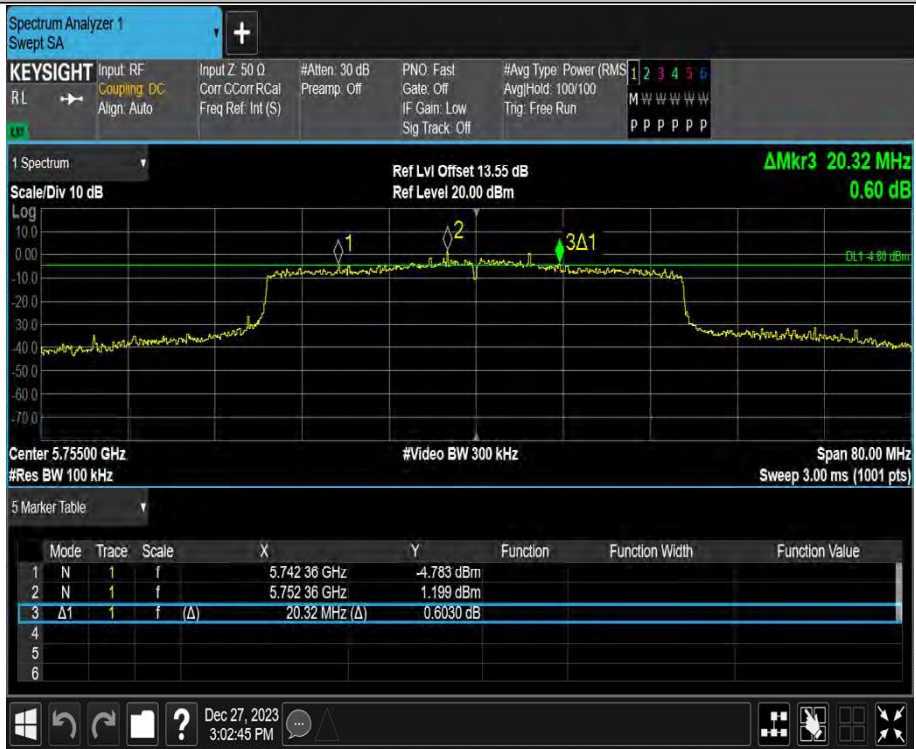 Spectrum Analyzer 1
Swept SA
+
KEYSIGHT Input: RF Input Z: 50 Ω #Atten: 30 dB PNO: Fast #Avg Type: Power (RMS 1 2 3 4 5 6
RL Coupling: DC Corr CCorr RCal Preamp: Off Gate: Off Avg|Hold: 100/100 M W W W W W
Align: Auto Freq Ref: Int (S) IF Gain: Low Trig: Free Run
Sig Track: Off P P P P P P
1 Spectrum Ref Lvl Offset 13.55 dB ΔMkr3 20.32 MHz
Scale/Div 10 dB Ref Level 20.00 dBm 0.60 dB
Log
10.0
0.00
-10.0
-20.0
-30.0
-40.0
-50.0
-60.0
-70.0
1
2
3Δ1
DL1 -4.80 dBm
Center 5.75500 GHz #Video BW 300 kHz Span 80.00 MHz
#Res BW 100 kHz Sweep 3.00 ms (1001 pts)
5 Marker Table
Mode Trace Scale X Y Function Function Width Function Value
1 N 1 f 5.742 36 GHz -4.783 dBm
2 N 1 f 5.752 36 GHz 1.199 dBm
3 Δ1 1 f (Δ) 20.32 MHz (Δ) 0.6030 dB
4
5
6
? Dec 27, 2023
3:02:45 PM